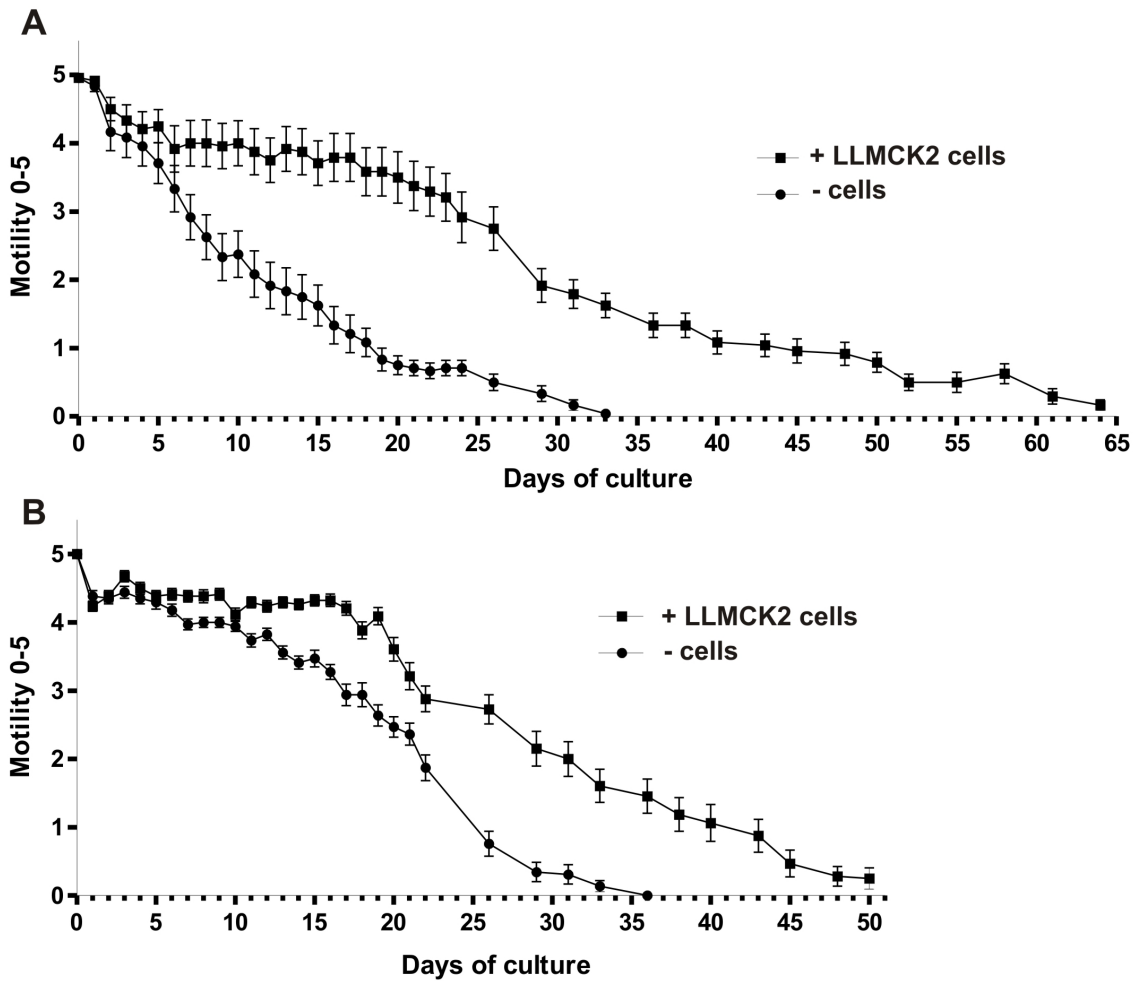 A
Motility 0-5
5
4
3
2
1
0
+ LLMCK2 cells
- cells
0 5 10 15 20 25 30 35 40 45 50 55 60 65
Days of culture
B
Motility 0-5
5
4
3
2
1
0
+ LLMCK2 cells
- cells
0 5 10 15 20 25 30 35 40 45 50
Days of culture